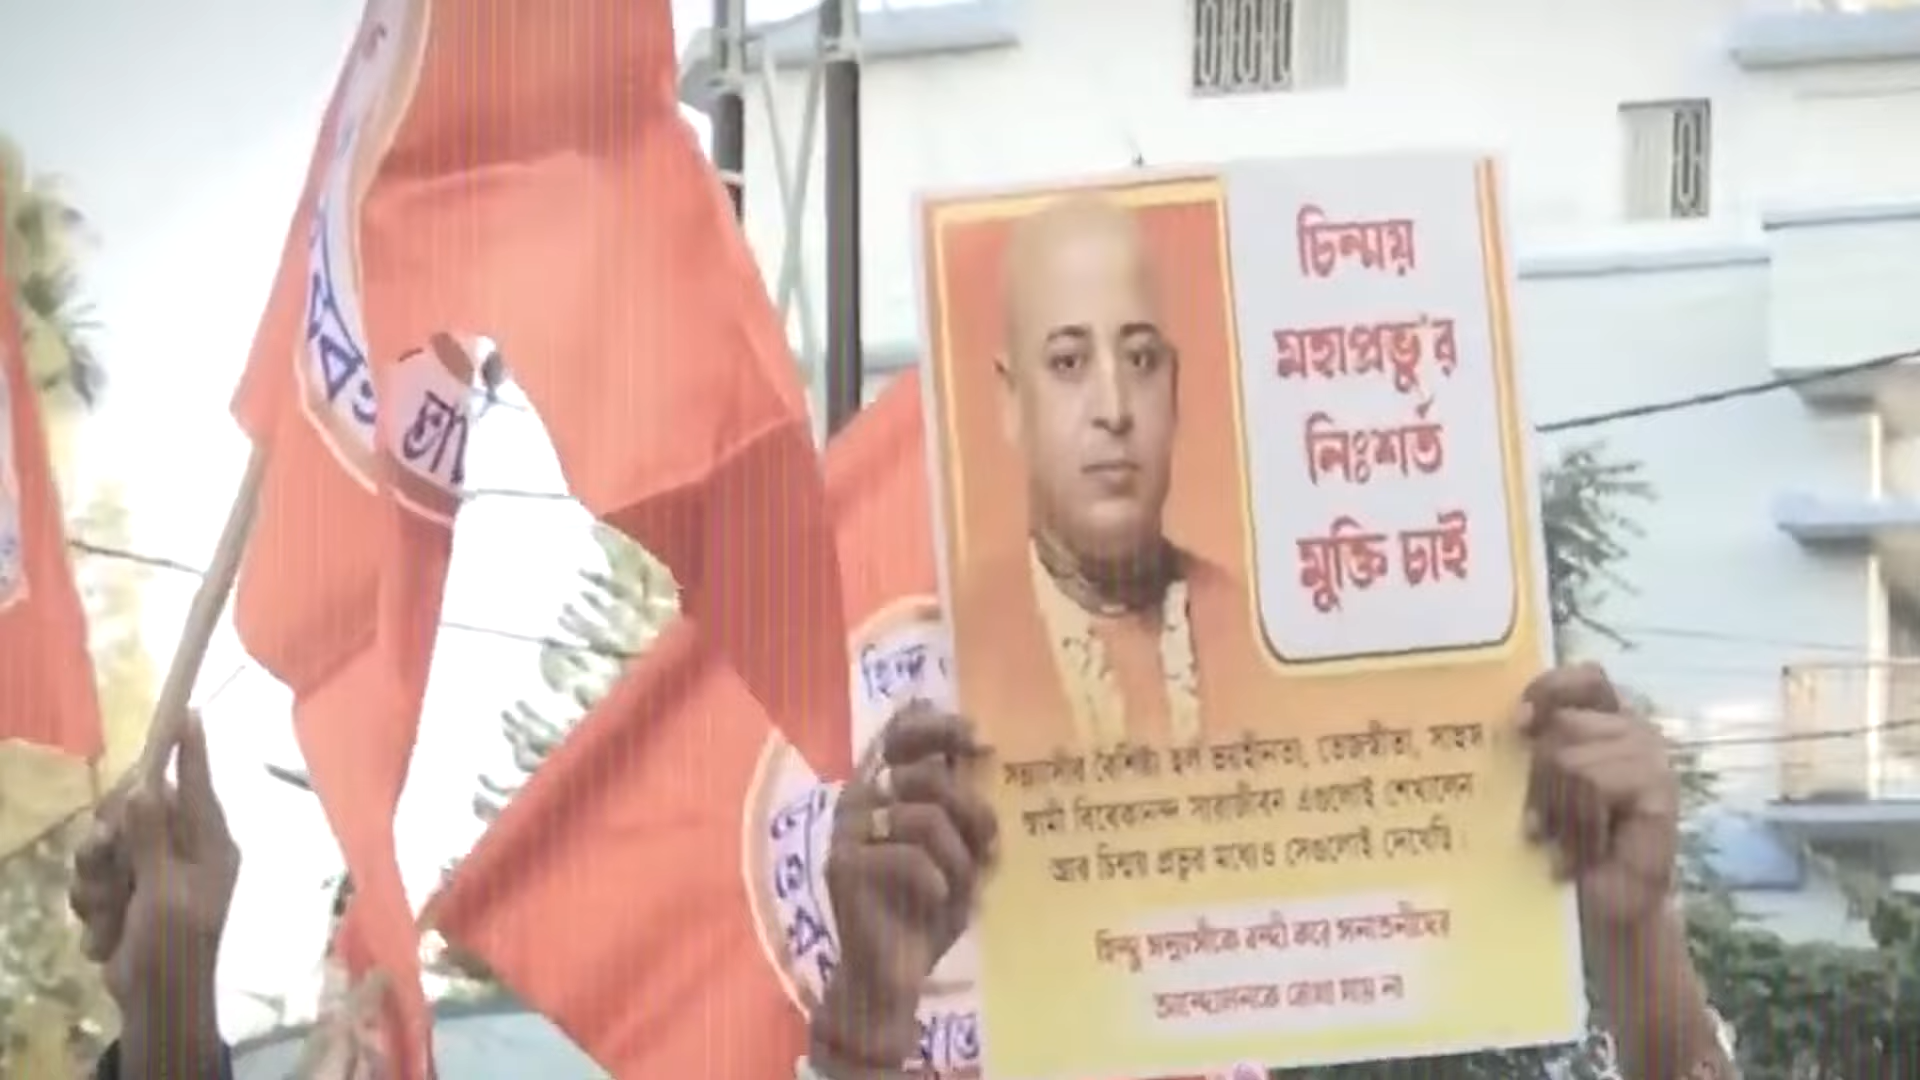 চিন্ময়
মহাপ্রভু'র
নিঃশর্ত
মুক্তি চাই
সন্ন্যাসীর বৈশিষ্ট্য হল ভয়হীনতা, তেজস্বীতা, সাহস।
স্বামী বিবেকানন্দ সারাজীবন এগুলোই শেখালেন
আর চিন্ময় প্রভুর মধ্যেও সেগুলোই দেখেছি।
হিন্দু সন্ন্যাসীকে বন্দী করে সনাতনীদের
আন্দোলনকে রোখা যায় না
হিন্দু